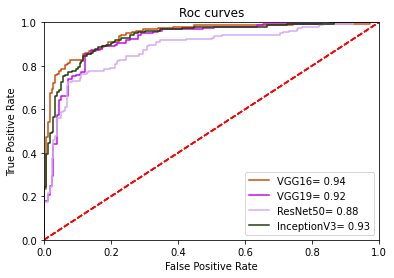 Roc curves
True Positive Rate
1.0
0.8
0.6
0.4
0.2
0.0
VGG16= 0.94
VGG19= 0.92
ResNet50= 0.88
InceptionV3= 0.93
0.0 0.2 0.4 0.6 0.8 1.0
False Positive Rate